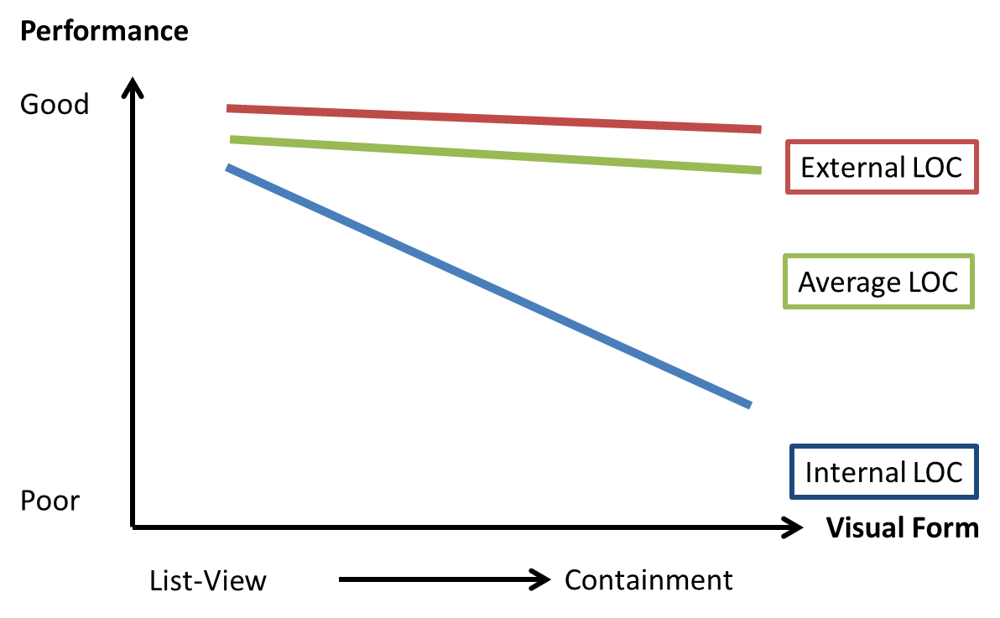 Performance
Good
External LOC
Average LOC
Internal LOC
Poor
Visual Form
List-View
Containment